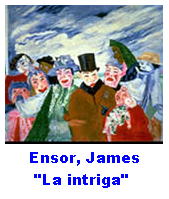 Ensor, James
"La intriga"